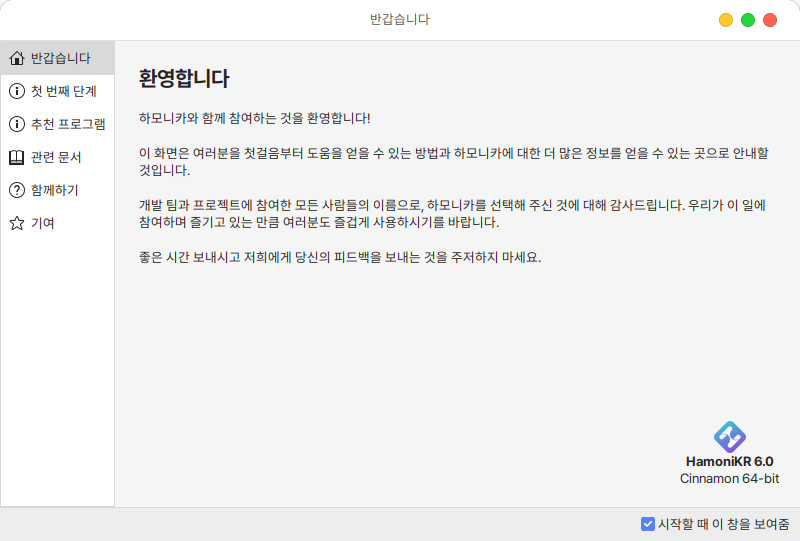 반갑습니다
반갑습니다
첫 번째 단계
추천 프로그램
관련 문서
함께하기
기여
환영합니다
하모니카와 함께 참여하는 것을 환영합니다!
이 화면은 여러분을 첫걸음부터 도움을 얻을 수 있는 방법과 하모니카에 대한 더 많은 정보를 얻을 수 있는 곳으로 안내할
것입니다.
개발 팀과 프로젝트에 참여한 모든 사람들의 이름으로, 하모니카를 선택해 주신 것에 대해 감사드립니다. 우리가 이 일에
참여하며 즐기고 있는 만큼 여러분도 즐겁게 사용하시기를 바랍니다.
좋은 시간 보내시고 저희에게 당신의 피드백을 보내는 것을 주저하지 마세요.
HamoniKR 6.0
Cinnamon 64-bit
시작할 때 이 창을 보여줌